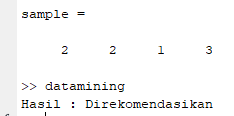 sample =
2 2 1 3
>> datamining
Hasil : Direkomendasikan